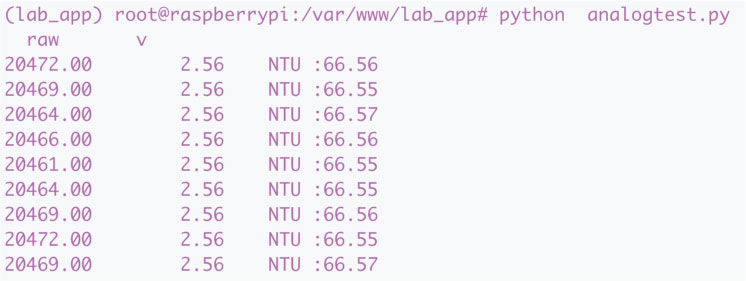 (lab_app) root@raspberrypi:/var/www/lab_app# python  analogtest.py
  raw       v
20472.00        2.56    NTU :66.56
20469.00        2.56    NTU :66.55
20464.00        2.56    NTU :66.57
20466.00        2.56    NTU :66.56
20461.00        2.56    NTU :66.55
20464.00        2.56    NTU :66.55
20469.00        2.56    NTU :66.56
20472.00        2.56    NTU :66.55
20469.00        2.56    NTU :66.57